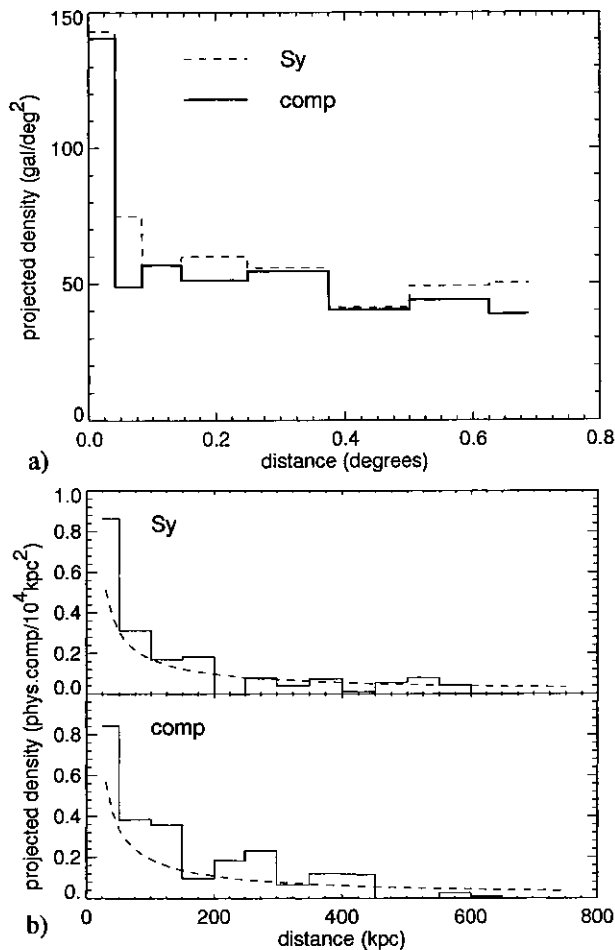 150
100
50
0
projected density (gal/deg²)
Sy
comp
0.0 0.2 0.4 0.6 0.8
distance (degrees)
a)
1.0
0.8
0.6
0.4
0.2
0.0
Sy
projected density (phys.comp/10⁴kpc²)
comp
0.8
0.6
0.4
0.2
0.
0 200 400 600 800
distance (kpc)
b)